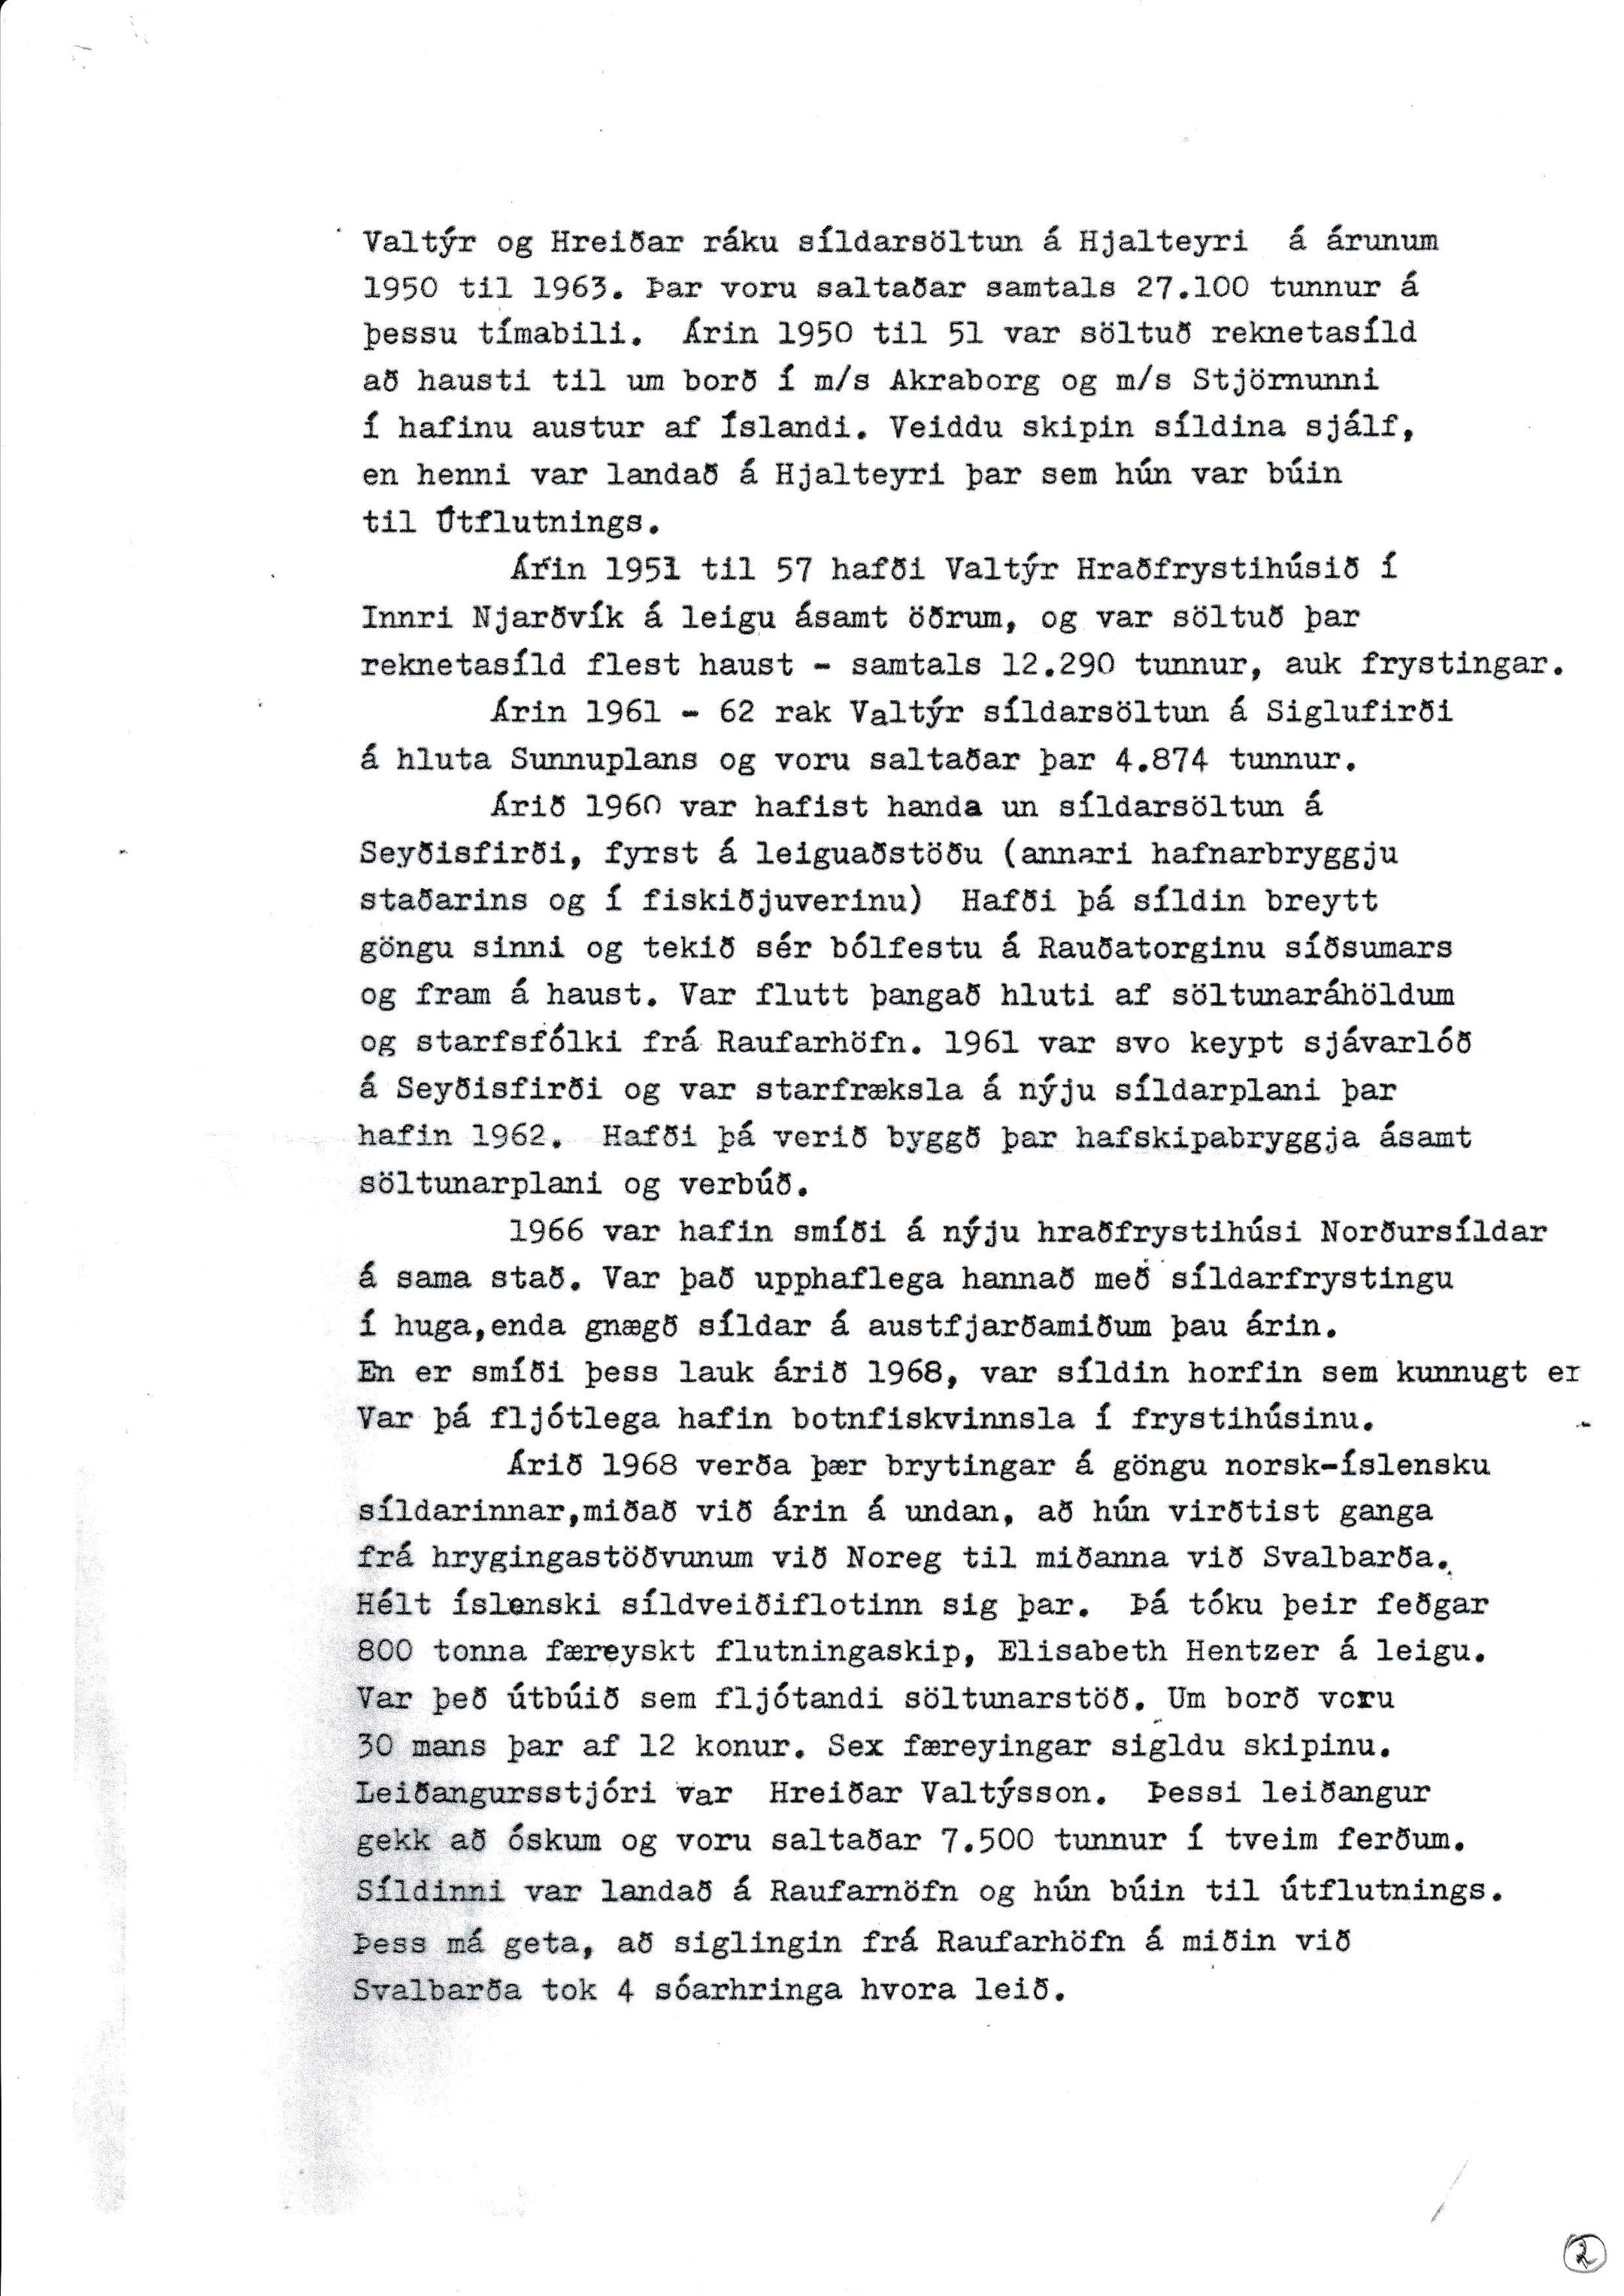 Valtýr og Hreiðar ráku síldarsöltun á Hjalteyri á árunum
1950 til 1963. Þar voru saltaðar samtals 27.100 tunnur á
þessu tímabili. Árin 1950 til 51 var söltuð reknetasíld
að hausti til um borð í m/s Akraborg og m/s Stjörnunni
í hafinu austur af Íslandi. Veiddu skipin síldina sjálf,
en henni var landað á Hjalteyri þar sem hún var búin
til Útflutnings.
Árin 1951 til 57 hafði Valtýr Hraðfrystihúsið í
Innri Njarðvík á leigu ásamt öðrum, og var söltuð þar
reknetasíld flest haust - samtals 12.290 tunnur, auk frystingar.
Árin 1961 - 62 rak Valtýr síldarsöltun á Siglufirði
á hluta Sunnuplans og voru saltaðar þar 4.874 tunnur.
Árið 1960 var hafist handa un síldarsöltun á
Seyðisfirði, fyrst á leiguaðstöðu (annari hafnarbryggju
staðarins og í fiskiðjuverinu) Hafði þá síldin breytt
göngu sinni og tekið sér bólfestu á Rauðatorginu síðsumars
og fram á haust. Var flutt þangað hluti af söltunaráhöldum
og starfsfólki frá Raufarhöfn. 1961 var svo keypt sjávarlóð
á Seyðisfirði og var starfræksla á nýju síldarplani þar
hafin 1962. Hafði þá verið byggð þar hafskipabryggja ásamt
söltunarplani og verbúð.
1966 var hafin smíði á nýju hraðfrystihúsi Norðursíldar
á sama stað. Var það upphaflega hannað með síldarfrystingu
í huga,enda gnægð síldar á austfjarðamiðum þau árin.
En er smíði þess lauk árið 1968, var síldin horfin sem kunnugt er
Var þá fljótlega hafin botnfiskvinnsla í frystihúsinu.
Árið 1968 verða þær brytingar á göngu norsk-íslensku
síldarinnar,miðað við árin á undan, að hún virðtist ganga
frá hrygingastöðvunum við Noreg til miðanna við Svalbarða.
Hélt íslenski síldveiðiflotinn sig þar. Þá tóku þeir feðgar
800 tonna færeyskt flutningaskip, Elisabeth Hentzer á leigu.
Var þeð útbúið sem fljótandi söltunarstöð. Um borð voru
30 mans þar af 12 konur. Sex færeyingar sigldu skipinu.
Leiðangursstjóri var Hreiðar Valtýsson. Þessi leiðangur
gekk að óskum og voru saltaðar 7.500 tunnur í tveim ferðum.
Síldinni var landað á Raufarnöfn og hún búin til útflutnings.
Þess má geta, að siglingin frá Raufarhöfn á miðin við
Svalbarða tok 4 sóarhringa hvora leið.
2